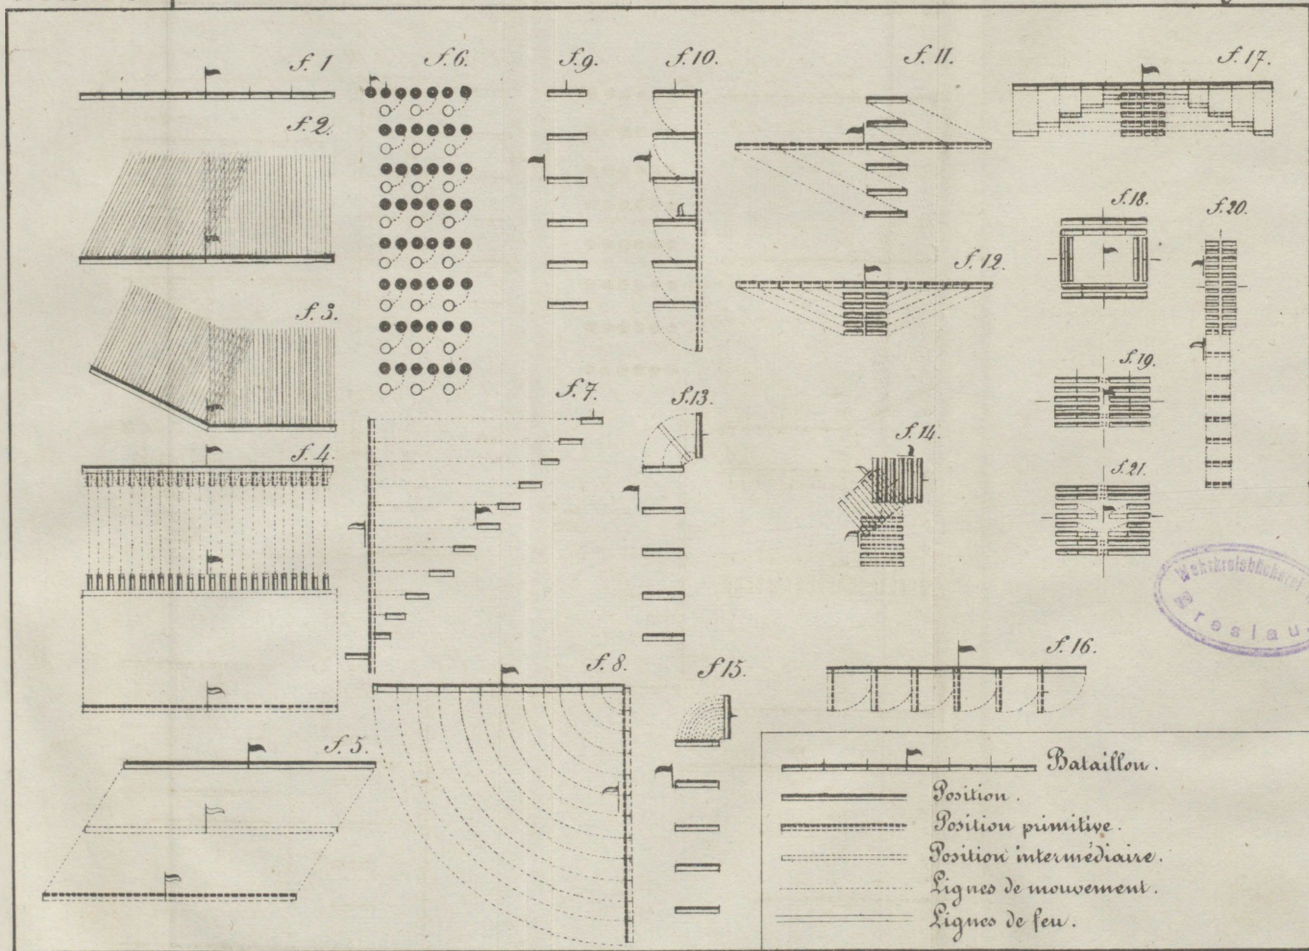 f. 1
f. 2.
f. 3.
f. 4.
f. 5.
f. 6.
f. 7.
f. 8.
f. 9.
f. 10.
f. 11.
f. 12.
f. 13.
f. 14.
f 15.
f. 16.
f. 17.
f. 18.
f. 19.
f. 20.
f. 21.
Bataillon.
Position.
Position primitive.
Position intermédiaire.
Lignes de mouvement.
Lignes de feu.
Wehrkreisbücherei
Breslau